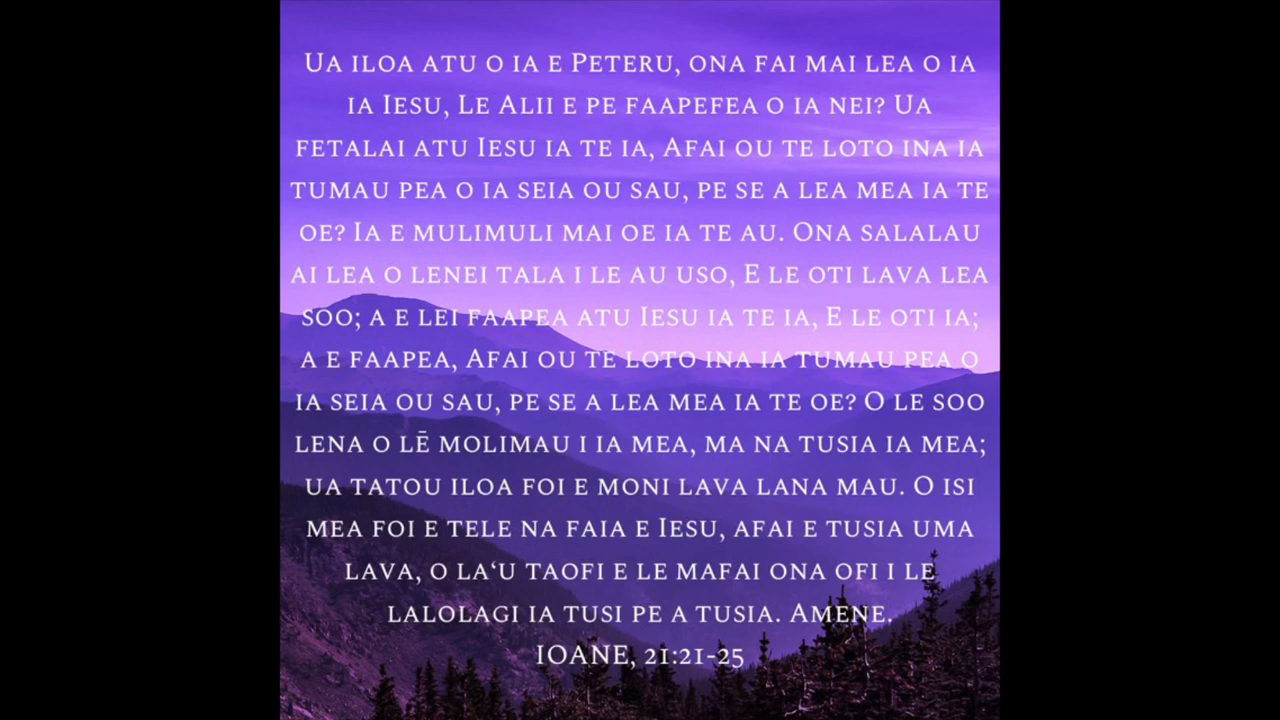 Ua iloa atu o ia e Peteru, ona fai mai lea o ia
ia Iesu, Le Alii e pe faapefea o ia nei? Ua
fetalai atu Iesu ia te ia, Afai ou te loto ina ia
tumau pea o ia seia ou sau, pe se a lea mea ia te
oe? Ia e mulimuli mai oe ia te au. Ona salalau
ai lea o lenei tala i le au uso, E le oti lava lea
soo; a e lei faapea atu Iesu ia te ia, E le oti ia;
a e faapea, Afai ou te loto ina ia tumau pea o
ia seia ou sau, pe se a lea mea ia te oe? O le soo
lena o lē molimau i ia mea, ma na tusia ia mea;
ua tatou iloa foi e moni lava lana mau. O isi
mea foi e tele na faia e Iesu, afai e tusia uma
lava, o la‘u taofi e le mafai ona ofi i le
lalolagi ia tusi pe a tusia. Amene.
IOANE, 21:21-25